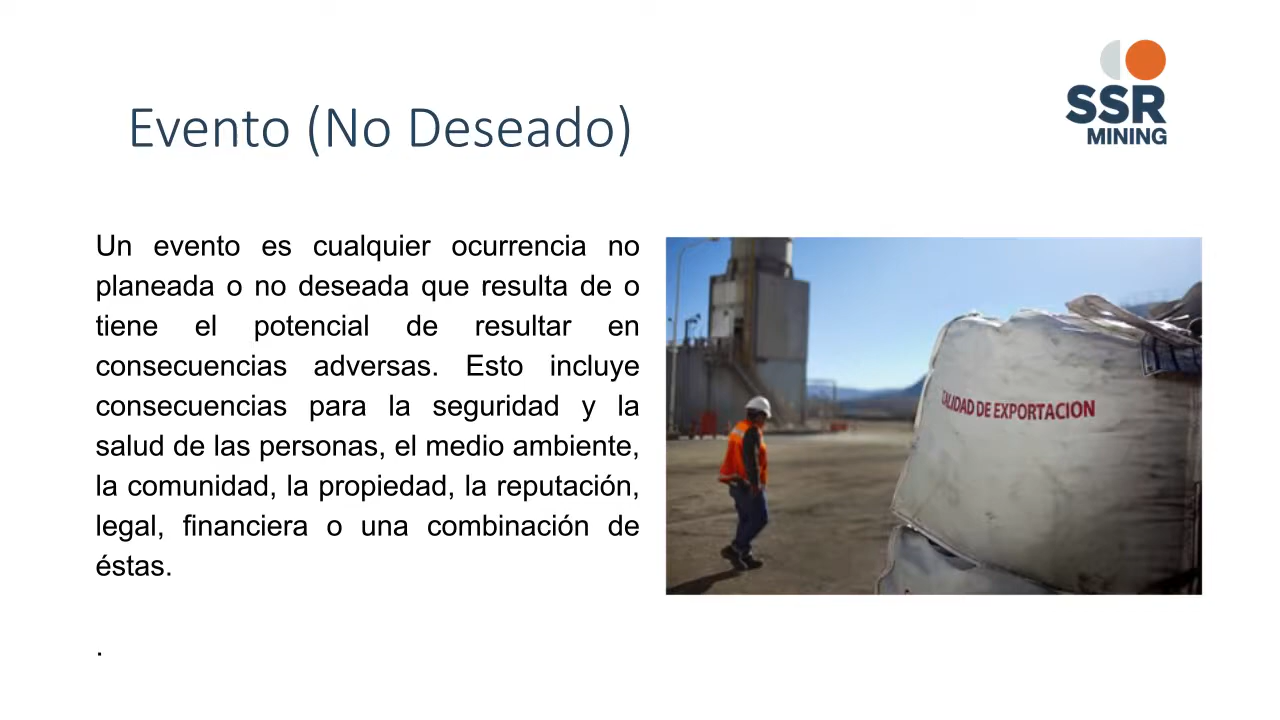 SSR
MINING
Evento (No Deseado)
Un evento es cualquier ocurrencia no
planeada o no deseada que resulta de o
tiene el potencial de resultar en
consecuencias adversas. Esto incluye
consecuencias para la seguridad y la
salud de las personas, el medio ambiente,
la comunidad, la propiedad, la reputación,
legal, financiera o una combinación de
éstas.
.
CALIDAD DE EXPORTACION